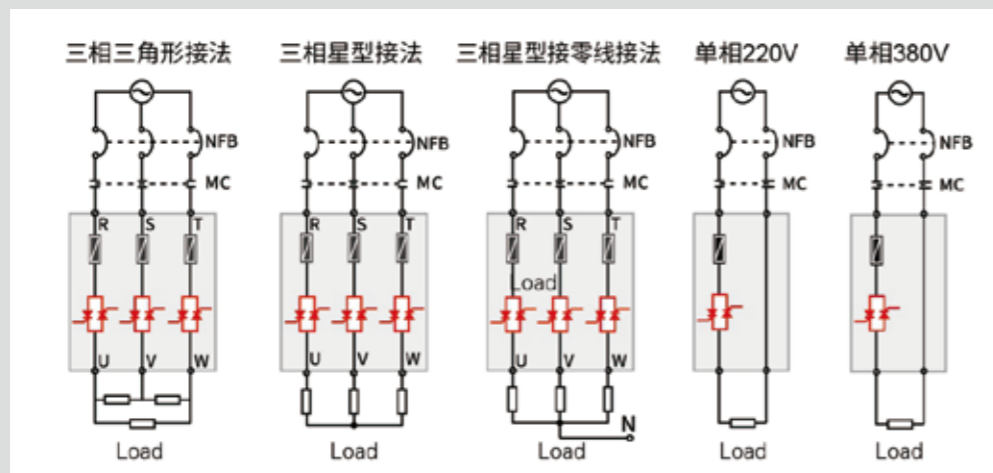 三相三角形接法
三相星型接法
三相星型接零线接法
单相220V
单相380V
NFB
NFB
NFB
NFB
NFB
MC
MC
MC
MC
MC
R S T
R S T
R S T
Load
U V W
U V W
U V W
N
Load
Load
Load
Load
Load